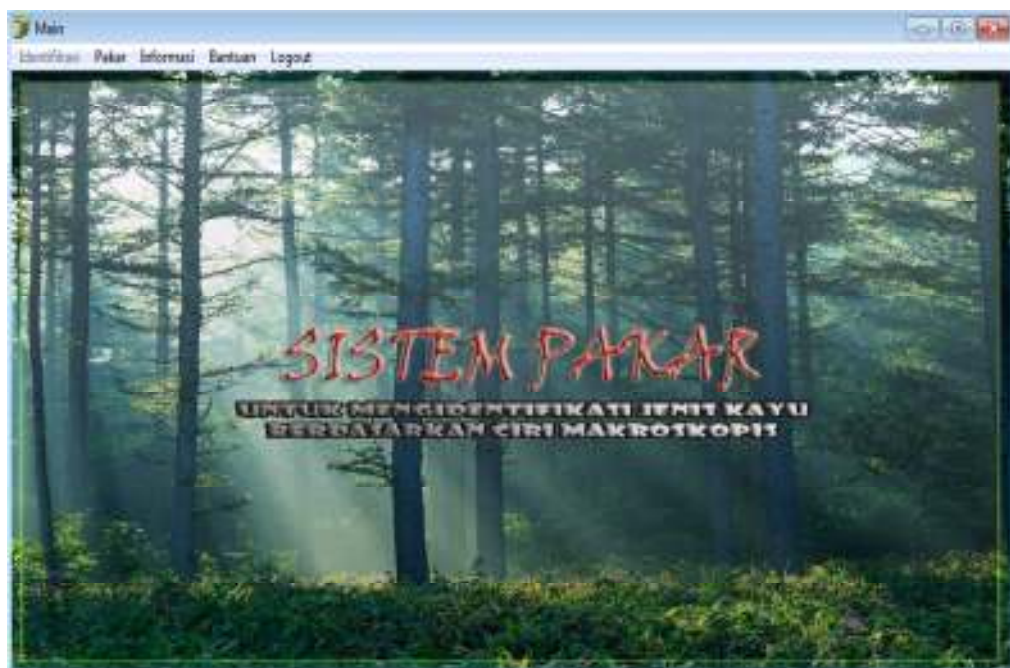 Main
Identifikasi Pakar Informasi Bantuan Logout
SISTEM PAKAR
UNTUK MENGIDENTIFIKASI JENIS KAYU
BERDASARKAN CIRI MAKROSKOPIS